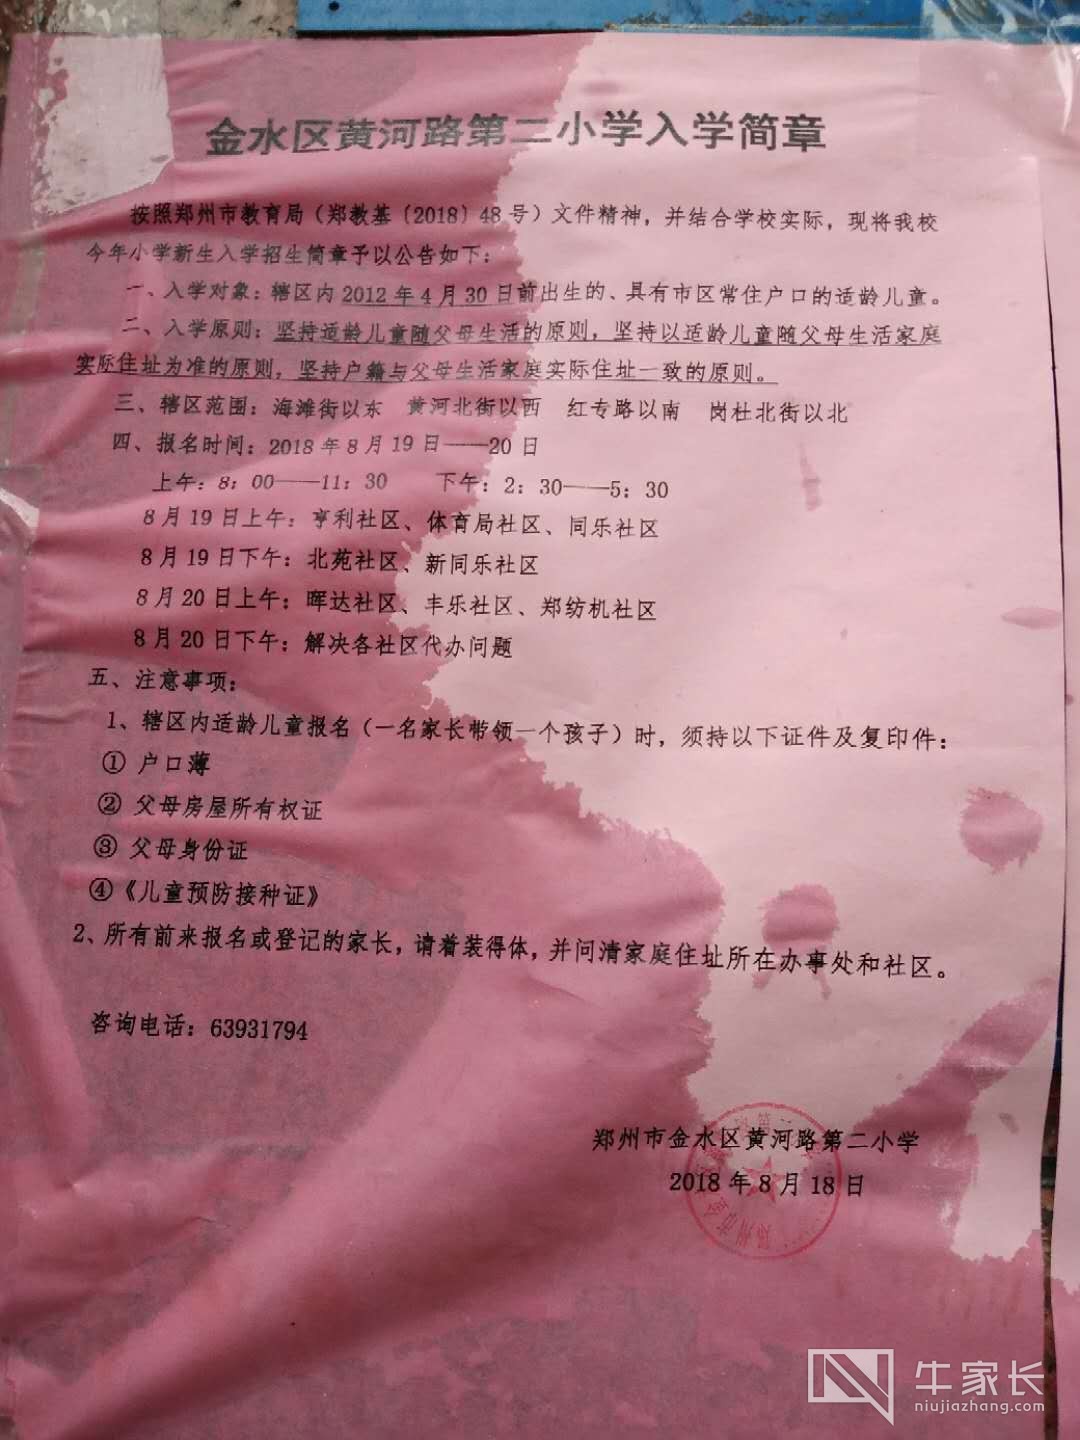 金水区黄河路第二小学入学简章
按照郑州市教育局（郑教基〔2018〕48号）文件精神，并结合学校实际，现将我校
今年小学新生入学招生简章予以公告如下：
一、入学对象：辖区内2012年4月30日前出生的、具有市区常住户口的适龄儿童。
二、入学原则：坚持适龄儿童随父母生活的原则，坚持以适龄儿童随父母生活家庭
实际住址为准的原则，坚持户籍与父母生活家庭实际住址一致的原则。
三、辖区范围：海滩街以东 黄河北街以西 红专路以南 岗杜北街以北
四、报名时间：2018年8月19日——20日
上午：8：00——11：30 下午：2：30——5：30
8月19日上午：亨利社区、体育局社区、同乐社区
8月19日下午：北苑社区、新同乐社区
8月20日上午：晖达社区、丰乐社区、郑纺机社区
8月20日下午：解决各社区代办问题
五、注意事项：
1、辖区内适龄儿童报名（一名家长带领一个孩子）时，须持以下证件及复印件：
① 户口薄
② 父母房屋所有权证
③ 父母身份证
④《儿童预防接种证》
2、所有前来报名或登记的家长，请着装得体，并问清家庭住址所在办事处和社区。
咨询电话：63931794
郑州市金水区黄河路第二小学
2018年8月18日
牛家长
niujiazhang.com